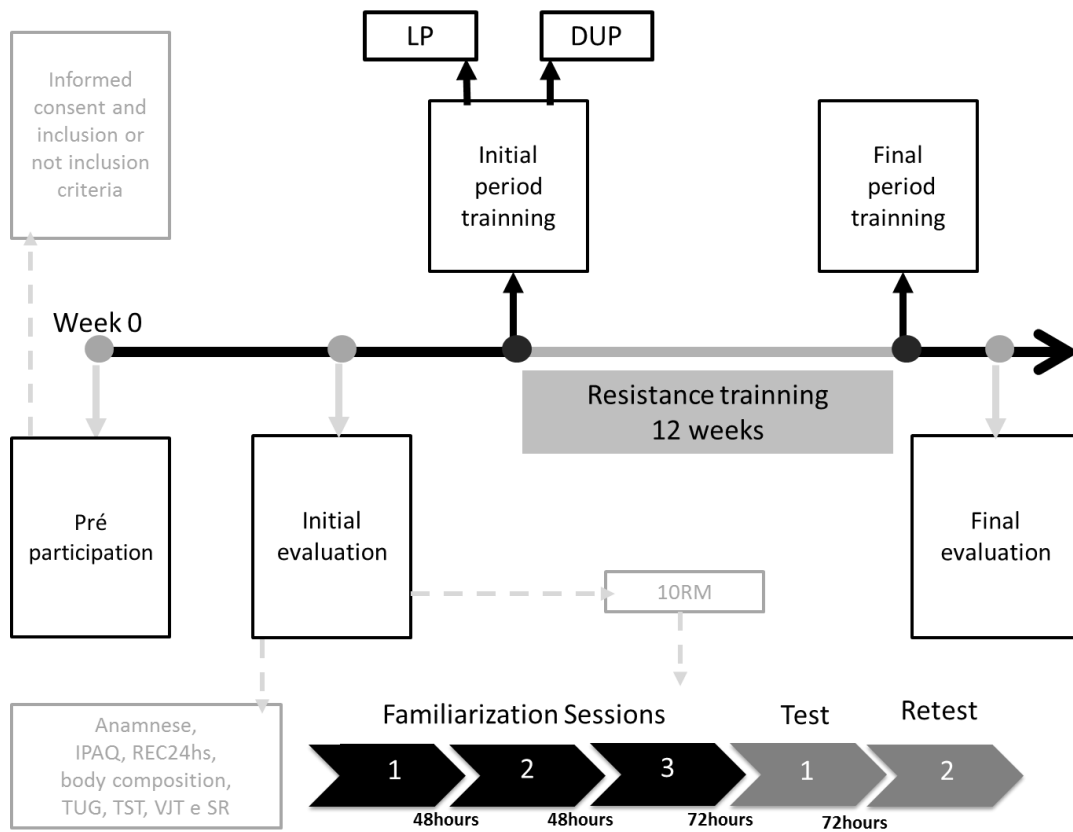 LP
DUP
Informed
consent and
inclusion or
not inclusion
criteria
Initial
period
trainning
Final
period
trainning
Week 0
Resistance trainning
12 weeks
Pré
participation
Initial
evaluation
Final
evaluation
10RM
Anamnese,
IPAQ, REC24hs,
body composition,
TUG, TST, VJT e SR
Familiarization Sessions
Test
Retest
1
2
3
1
2
48hours
48hours
72hours
72hours